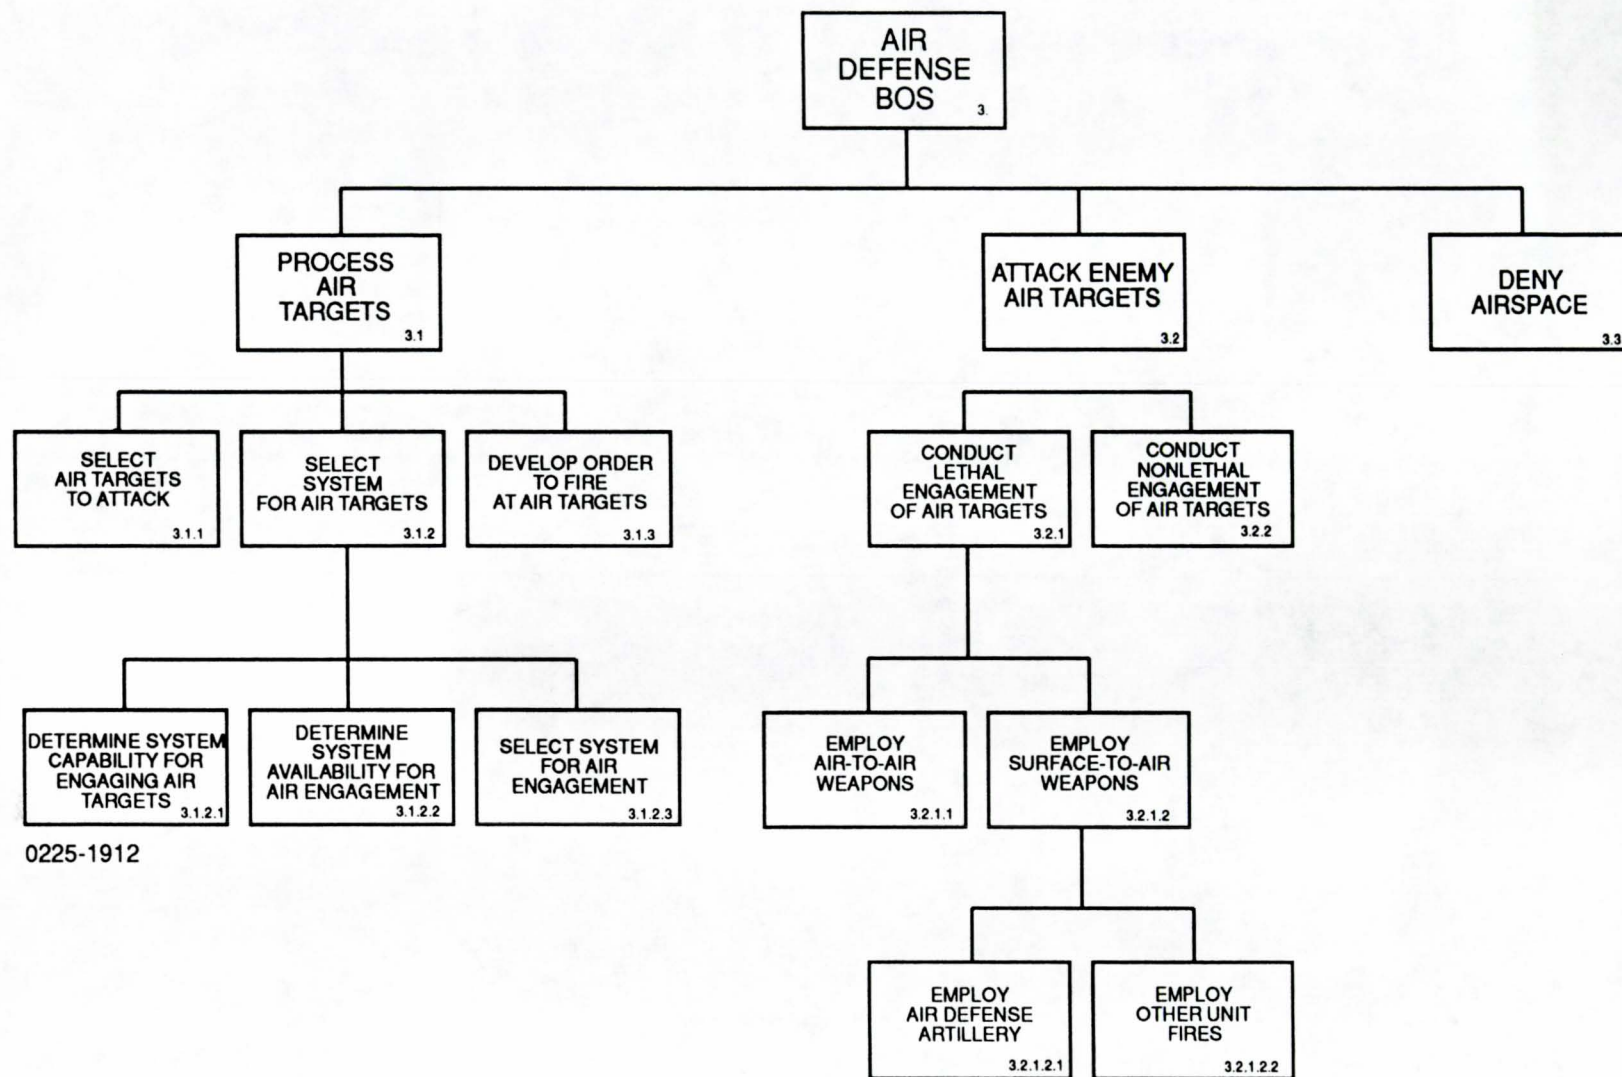 AIR
DEFENSE
BOS
3.
PROCESS
AIR
TARGETS
3.1
ATTACK ENEMY
AIR TARGETS
3.2
DENY
AIRSPACE
3.3
SELECT
AIR TARGETS
TO ATTACK
3.1.1
SELECT
SYSTEM
FOR AIR TARGETS
3.1.2
DEVELOP ORDER
TO FIRE
AT AIR TARGETS
3.1.3
CONDUCT
LETHAL
ENGAGEMENT
OF AIR TARGETS
3.2.1
CONDUCT
NONLETHAL
ENGAGEMENT
OF AIR TARGETS
3.2.2
DETERMINE SYSTEM
CAPABILITY FOR
ENGAGING AIR
TARGETS
3.1.2.1
DETERMINE
SYSTEM
AVAILABILITY FOR
AIR ENGAGEMENT
3.1.2.2
SELECT SYSTEM
FOR AIR
ENGAGEMENT
3.1.2.3
EMPLOY
AIR-TO-AIR
WEAPONS
3.2.1.1
EMPLOY
SURFACE-TO-AIR
WEAPONS
3.2.1.2
0225-1912
EMPLOY
AIR DEFENSE
ARTILLERY
3.2.1.2.1
EMPLOY
OTHER UNIT
FIRES
3.2.1.2.2